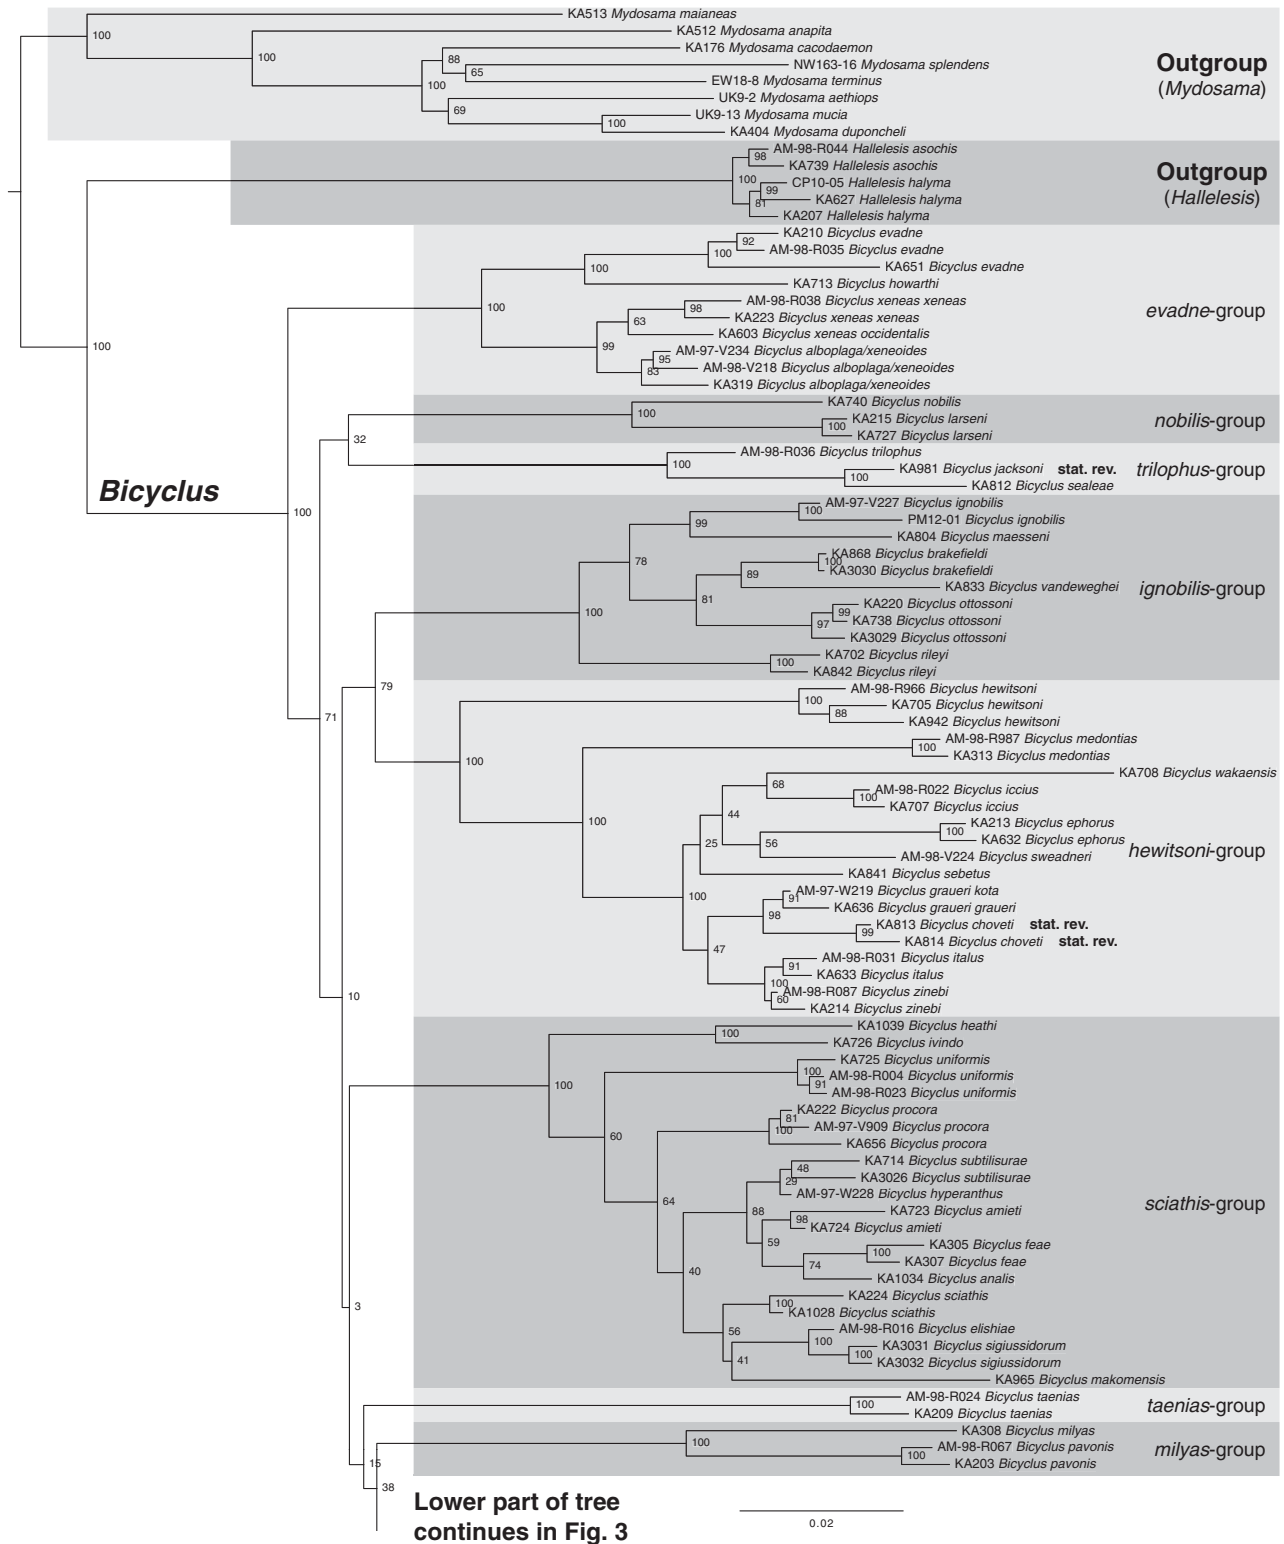 KA513 Mydosama maianeas
100
KA512 Mydosama anapita
100
KA176 Mydosama cacodaemon
88
NW163-16 Mydosama splendens
65
EW18-8 Mydosama terminus
100
UK9-2 Mydosama aethiops
69
UK9-13 Mydosama mucia
100
KA404 Mydosama duponcheli
Outgroup
(Mydosama)
AM-98-R044 Hallelesis asochis
98
KA739 Hallelesis asochis
100
CP10-05 Hallelesis halyma
99
KA627 Hallelesis halyma
81
KA207 Hallelesis halyma
Outgroup
(Hallelesis)
KA210 Bicyclus evadne
92
AM-98-R035 Bicyclus evadne
100
KA651 Bicyclus evadne
100
KA713 Bicyclus howarthi
100
AM-98-R038 Bicyclus xeneas xeneas
98
KA223 Bicyclus xeneas xeneas
63
KA603 Bicyclus xeneas occidentalis
99
AM-97-V234 Bicyclus alboplaga/xeneoides
95
AM-98-V218 Bicyclus alboplaga/xeneoides
83
KA319 Bicyclus alboplaga/xeneoides
evadne-group
100
KA740 Bicyclus nobilis
100
KA215 Bicyclus larseni
100
KA727 Bicyclus larseni
nobilis-group
32
AM-98-R036 Bicyclus trilophus
100
KA981 Bicyclus jacksoni stat. rev.
100
KA812 Bicyclus sealeae
trilophus-group
Bicyclus
100
AM-97-V227 Bicyclus ignobilis
100
PM12-01 Bicyclus ignobilis
99
KA804 Bicyclus maesseni
78
KA868 Bicyclus brakefieldi
100
KA3030 Bicyclus brakefieldi
89
KA833 Bicyclus vandeweghei
81
KA220 Bicyclus ottossoni
99
KA738 Bicyclus ottossoni
97
KA3029 Bicyclus ottossoni
100
KA702 Bicyclus rileyi
100
KA842 Bicyclus rileyi
ignobilis-group
79
71
AM-98-R966 Bicyclus hewitsoni
100
KA705 Bicyclus hewitsoni
88
KA942 Bicyclus hewitsoni
100
AM-98-R987 Bicyclus medontias
100
KA313 Bicyclus medontias
100
KA708 Bicyclus wakaensis
68
AM-98-R022 Bicyclus iccius
100
KA707 Bicyclus iccius
44
KA213 Bicyclus ephorus
100
KA632 Bicyclus ephorus
56
AM-98-V224 Bicyclus sweadneri
25
KA841 Bicyclus sebetus
100
AM-97-W219 Bicyclus graueri kota
91
KA636 Bicyclus graueri graueri
98
KA813 Bicyclus choveti stat. rev.
99
KA814 Bicyclus choveti stat. rev.
47
AM-98-R031 Bicyclus italus
91
KA633 Bicyclus italus
100
AM-98-R087 Bicyclus zinebi
60
KA214 Bicyclus zinebi
hewitsoni-group
10
KA1039 Bicyclus heathi
100
KA726 Bicyclus ivindo
100
KA725 Bicyclus uniformis
100
AM-98-R004 Bicyclus uniformis
91
AM-98-R023 Bicyclus uniformis
60
KA222 Bicyclus procora
81
AM-97-V909 Bicyclus procora
100
KA656 Bicyclus procora
64
KA714 Bicyclus subtilisurae
48
KA3026 Bicyclus subtilisurae
29
AM-97-W228 Bicyclus hyperanthus
88
KA723 Bicyclus amieti
98
KA724 Bicyclus amieti
59
KA305 Bicyclus feae
100
KA307 Bicyclus feae
74
KA1034 Bicyclus analis
40
KA224 Bicyclus sciathis
100
KA1028 Bicyclus sciathis
56
AM-98-R016 Bicyclus elishiae
100
KA3031 Bicyclus sigiussidorum
100
KA3032 Bicyclus sigiussidorum
41
KA965 Bicyclus makomensis
sciathis-group
3
AM-98-R024 Bicyclus taenias
100
KA209 Bicyclus taenias
taenias-group
KA308 Bicyclus milyas
100
AM-98-R067 Bicyclus pavonis
100
KA203 Bicyclus pavonis
milyas-group
15
38
Lower part of tree
continues in Fig. 3
0.02